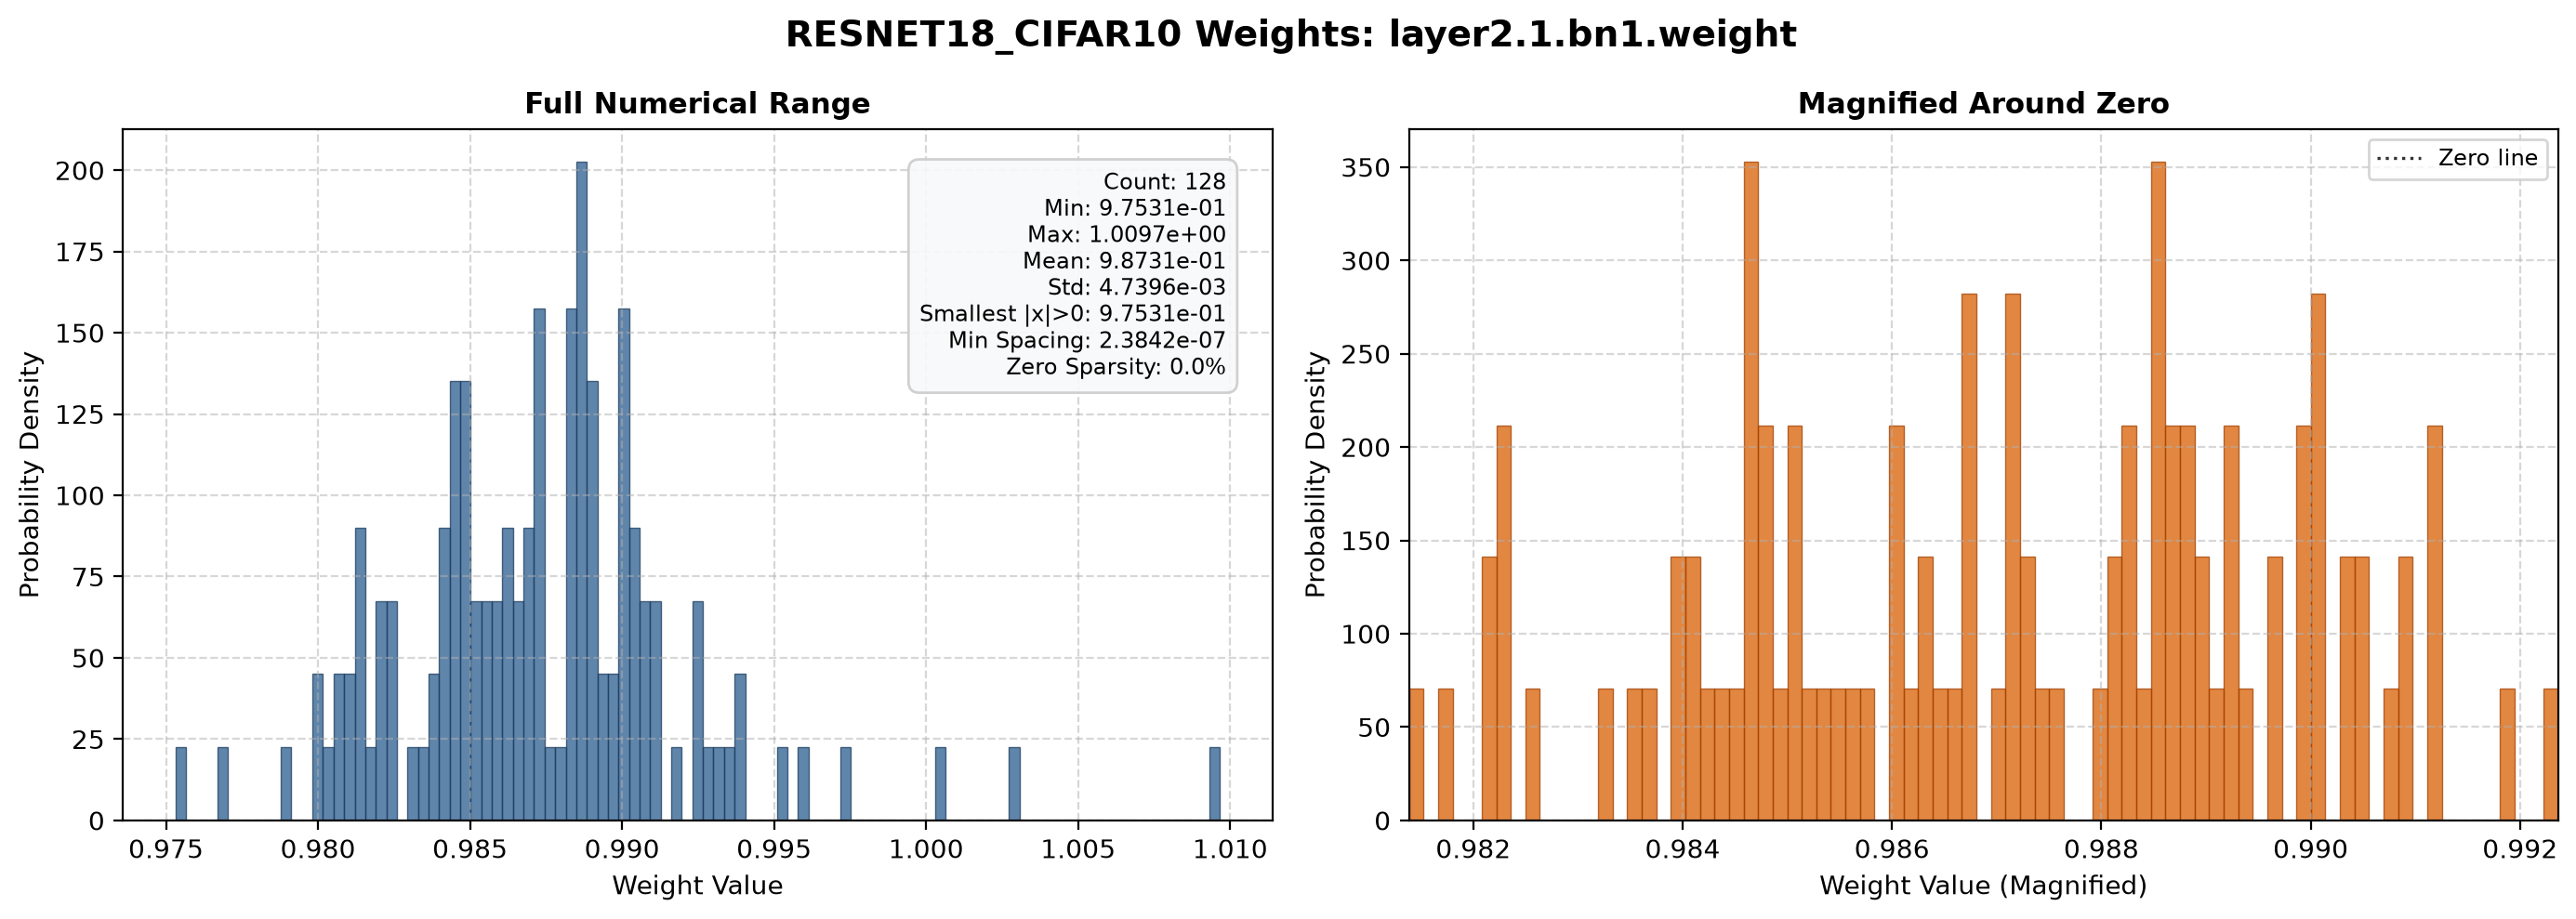 RESNET18_CIFAR10 Weights: layer2.1.bn1.weight
Full Numerical Range
Probability Density
200
175
150
125
100
75
50
25
0
Count: 128
Min: 9.7531e-01
Max: 1.0097e+00
Mean: 9.8731e-01
Std: 4.7396e-03
Smallest |x|>0: 9.7531e-01
Min Spacing: 2.3842e-07
Zero Sparsity: 0.0%
0.975 0.980 0.985 0.990 0.995 1.000 1.005 1.010
Weight Value
Magnified Around Zero
Probability Density
350
300
250
200
150
100
50
0
Zero line
0.982 0.984 0.986 0.988 0.990 0.992
Weight Value (Magnified)